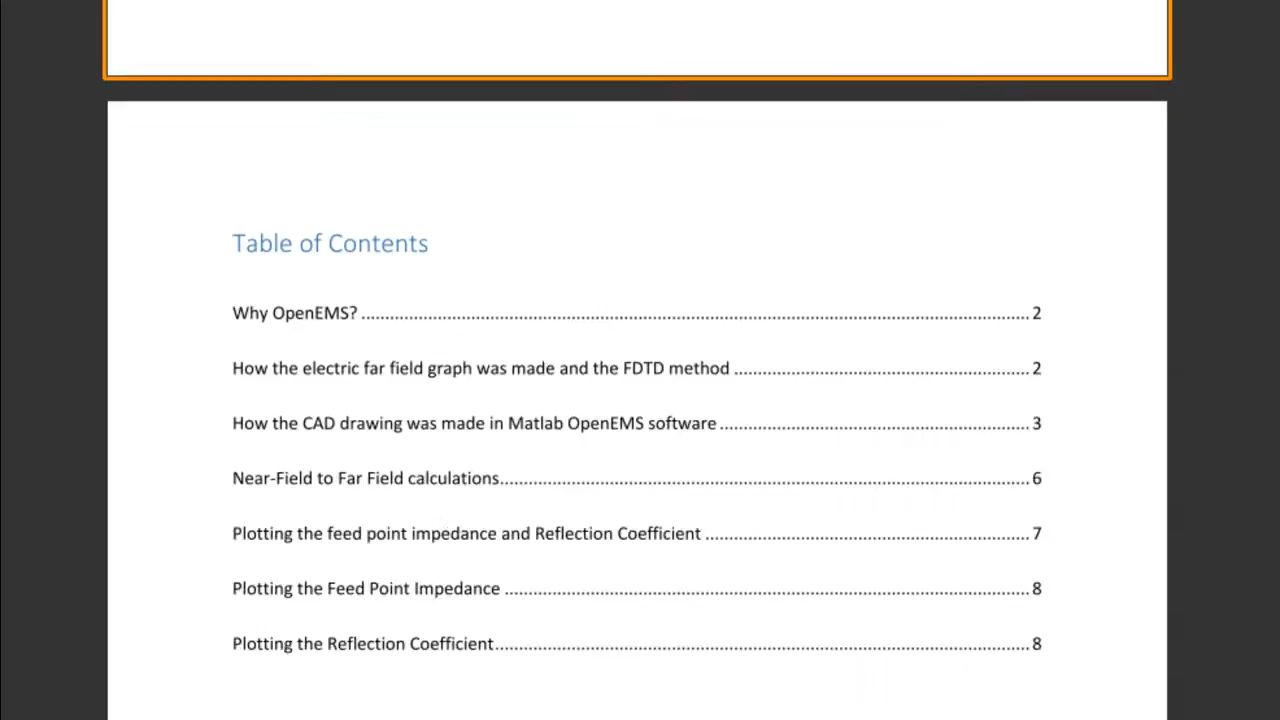 Table of Contents
Why OpenEMS? ........................................................................................................................................... 2
How the electric far field graph was made and the FDTD method ............................................................. 2
How the CAD drawing was made in Matlab OpenEMS software ................................................................ 3
Near-Field to Far Field calculations............................................................................................................... 6
Plotting the feed point impedance and Reflection Coefficient .................................................................... 7
Plotting the Feed Point Impedance .............................................................................................................. 8
Plotting the Reflection Coefficient................................................................................................................ 8